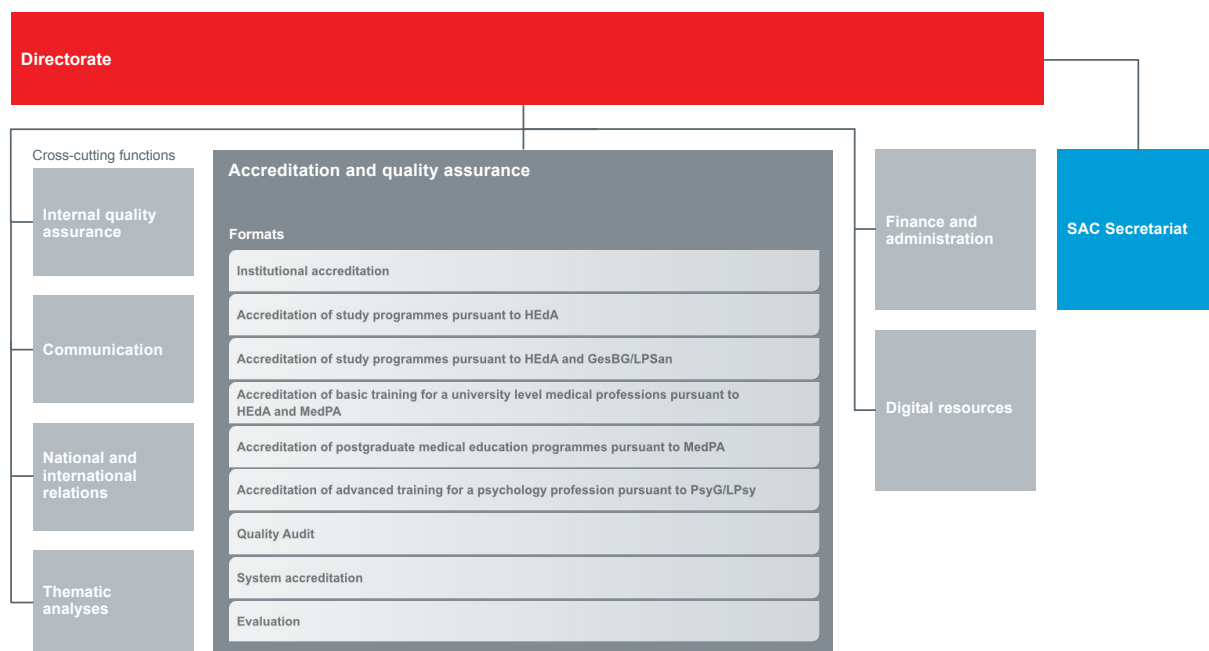 Directorate
Cross-cutting functions
Internal quality
assurance
Communication
National and
international
relations
Thematic
analyses
Accreditation and quality assurance
Formats
Institutional accreditation
Accreditation of study programmes pursuant to HEdA
Accreditation of study programmes pursuant to HEdA and GesBG/LPSan
Accreditation of basic training for a university level medical professions pursuant to
HEdA and MedPA
Accreditation of postgraduate medical education programmes pursuant to MedPA
Accreditation of advanced training for a psychology profession pursuant to PsyG/LPsy
Quality Audit
System accreditation
Evaluation
Finance and
administration
Digital resources
SAC Secretariat